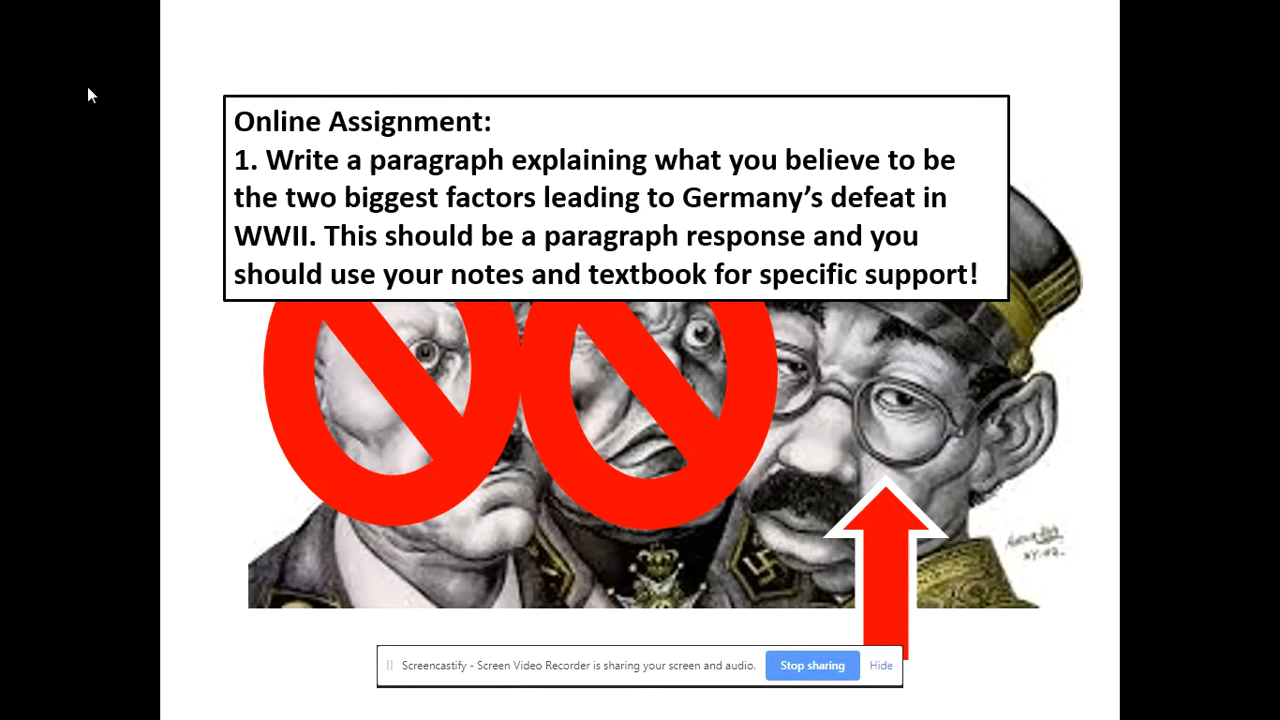 Online Assignment:
1. Write a paragraph explaining what you believe to be
the two biggest factors leading to Germany’s defeat in
WWII. This should be a paragraph response and you
should use your notes and textbook for specific support!
Screencastify - Screen Video Recorder is sharing your screen and audio.
Stop sharing
Hide